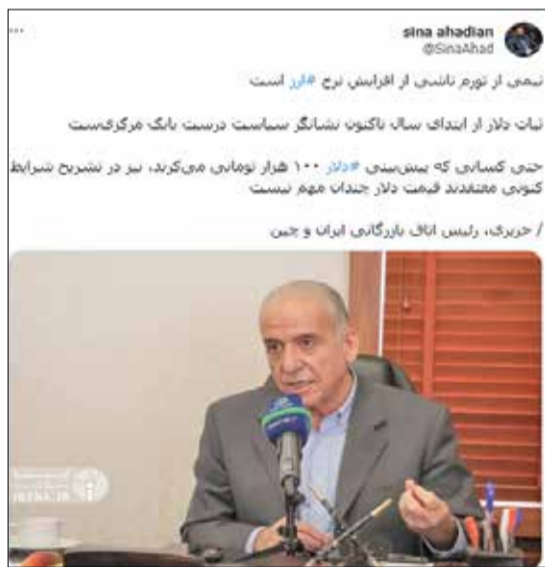 sina ahadian
@SinaAhad
نیمی از تورم ناشی از افزایش نرخ #ارز است
ثبات دلار از ابتدای سال تاکنون نشانگر سیاست درست بانک مرکزی‌ست
حتی کسانی که پیش‌بینی #دلار ۱۰۰ هزار تومانی می‌کردند، نیز در تشریح شرایط
کنونی معتقدند قیمت دلار چندان مهم نیست
/ حریری، رئیس اتاق بازرگانی ایران و چین